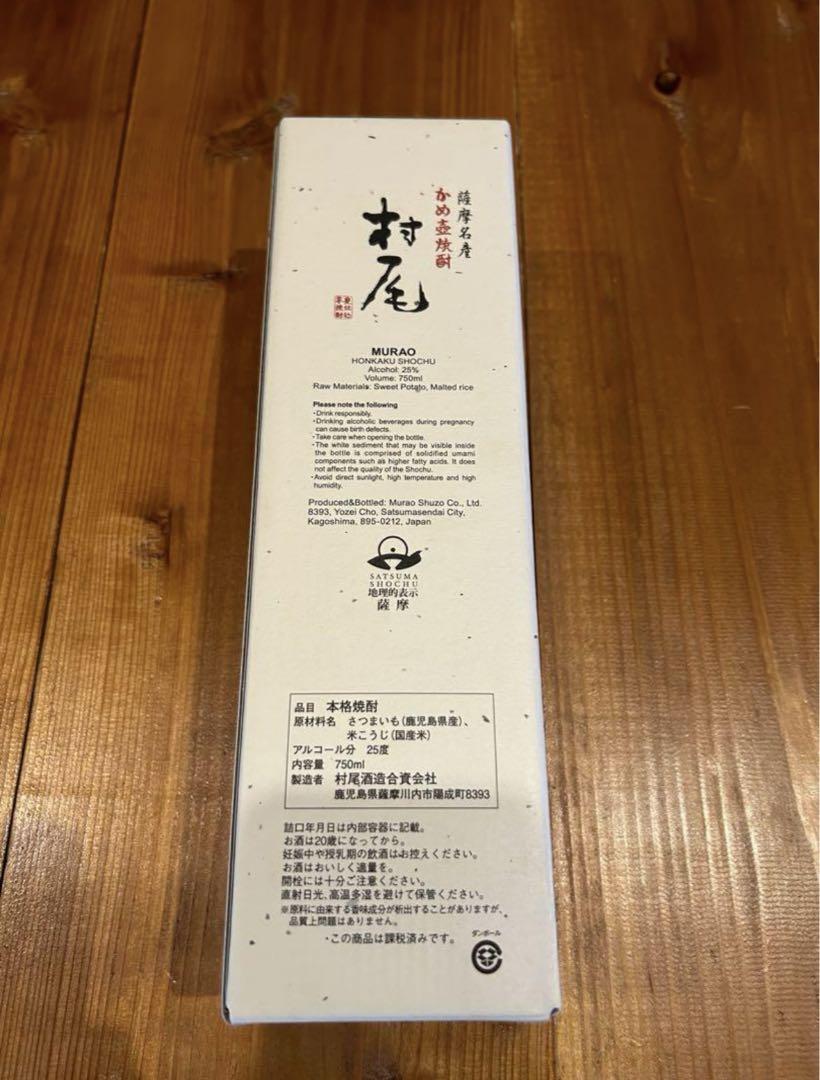 薩摩名産
かめ壺焼酎
村尾
MURAO
HONKAKU SHOCHU
Alcohol: 25%
Volume: 750ml
Raw Materials: Sweet Potato, Malted rice
Please note the following
・Drink responsibly.
・Drinking alcoholic beverages during pregnancy
can cause birth defects.
・Take care when opening the bottle.
・The white sediment that may be visible inside
the bottle is comprised of solidified umami
components such as higher fatty acids. It does
not affect the quality of the Shochu.
・Avoid direct sunlight, high temperature and high
humidity.
Produced&Bottled: Murao Shuzo Co., Ltd.
8393, Yozei Cho, Satsumasendai City,
Kagoshima, 895-0212, Japan
SATSUMA
SHOCHU
地理的表示
薩摩
品目 本格焼酎
原材料名 さつまいも(鹿児島県産)、
米こうじ(国産米)
アルコール分 25度
内容量 750ml
製造者 村尾酒造合資会社
鹿児島県薩摩川内市陽成町8393
詰口年月日は内部容器に記載。
お酒は20歳になってから。
妊娠中や授乳期の飲酒はお控えください。
お酒はおいしく適量を。
開栓には十分ご注意ください。
直射日光、高温多湿を避けて保管ください。
※原料に由来する香味成分が析出することがありますが、
品質上問題はありません。
・この商品は課税済みです。
ダンボール